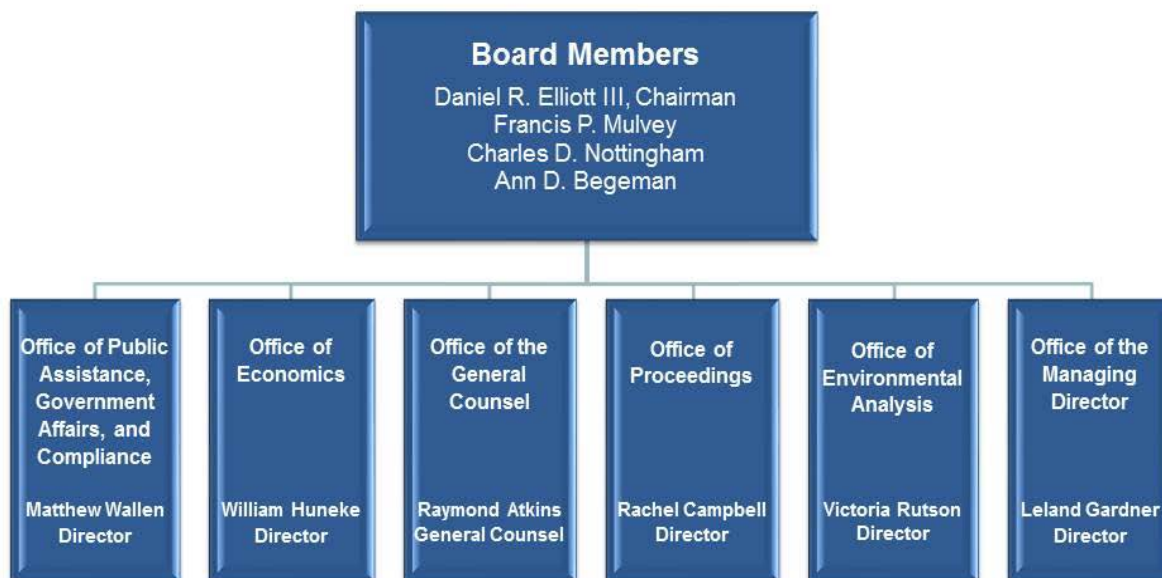 Board Members
Daniel R. Elliott III, Chairman
Francis P. Mulvey
Charles D. Nottingham
Ann D. Begeman
Office of Public
Assistance,
Government
Affairs, and
Compliance
Matthew Wallen
Director
Office of
Economics
William Huneke
Director
Office of the
General
Counsel
Raymond Atkins
General Counsel
Office of
Proceedings
Rachel Campbell
Director
Office of
Environmental
Analysis
Victoria Rutson
Director
Office of the
Managing
Director
Leland Gardner
Director